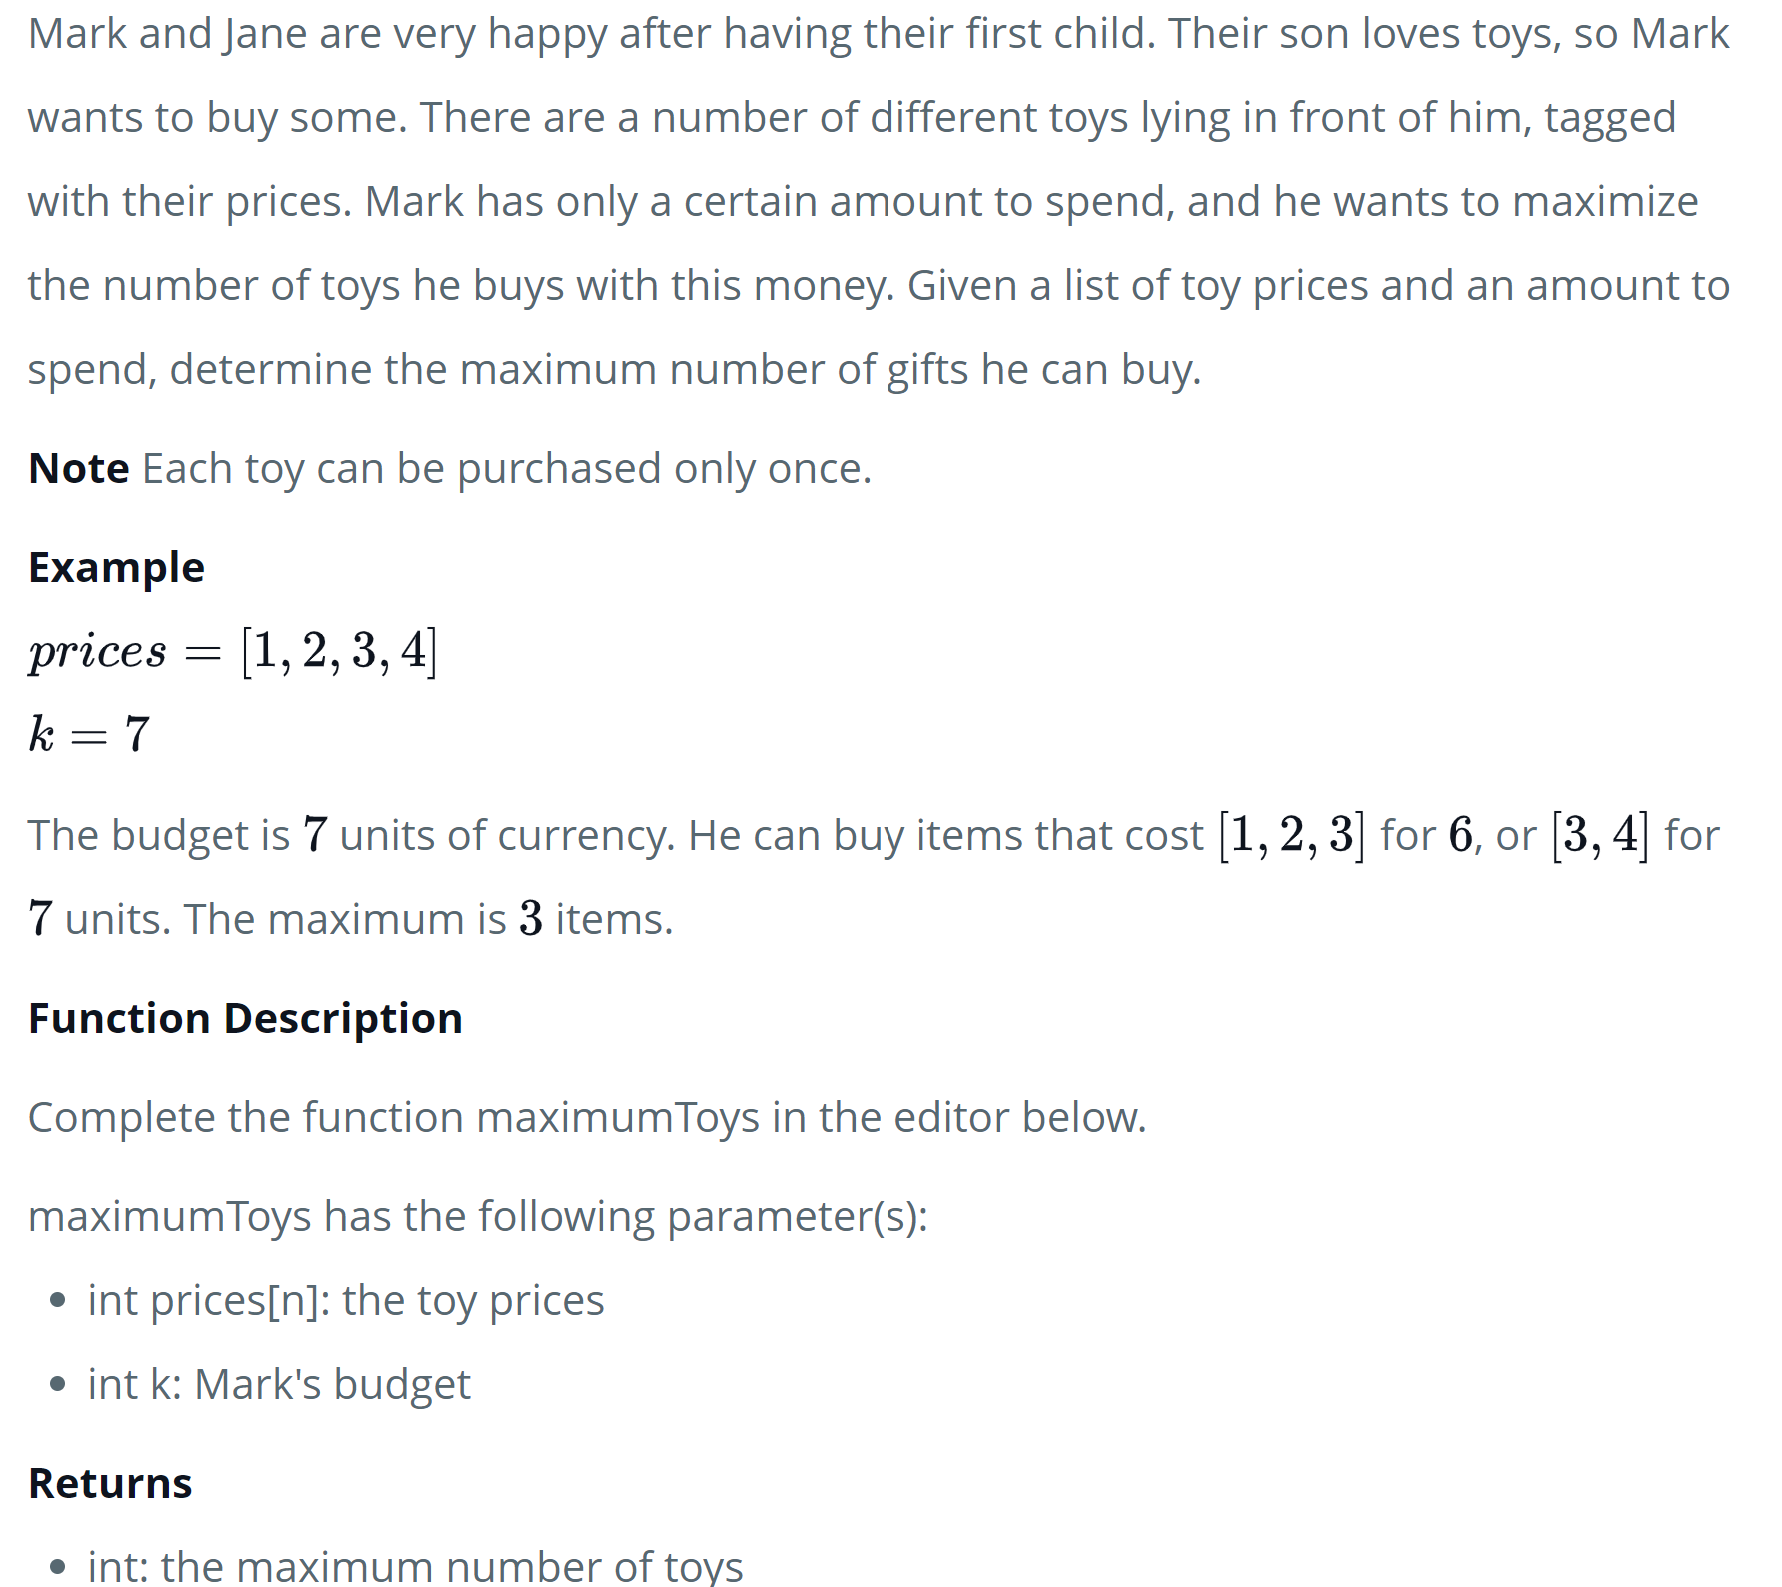 Mark and Jane are very happy after having their first child. Their son loves toys, so Mark
wants to buy some. There are a number of different toys lying in front of him, tagged
with their prices. Mark has only a certain amount to spend, and he wants to maximize
the number of toys he buys with this money. Given a list of toy prices and an amount to
spend, determine the maximum number of gifts he can buy.
Note Each toy can be purchased only once.
Example
prices = [1, 2, 3, 4]
k = 7
The budget is 7 units of currency. He can buy items that cost [1, 2, 3] for 6, or [3, 4] for
7 units. The maximum is 3 items.
Function Description
Complete the function maximumToys in the editor below.
maximumToys has the following parameter(s):
• int prices[n]: the toy prices
• int k: Mark's budget
Returns
• int: the maximum number of toys